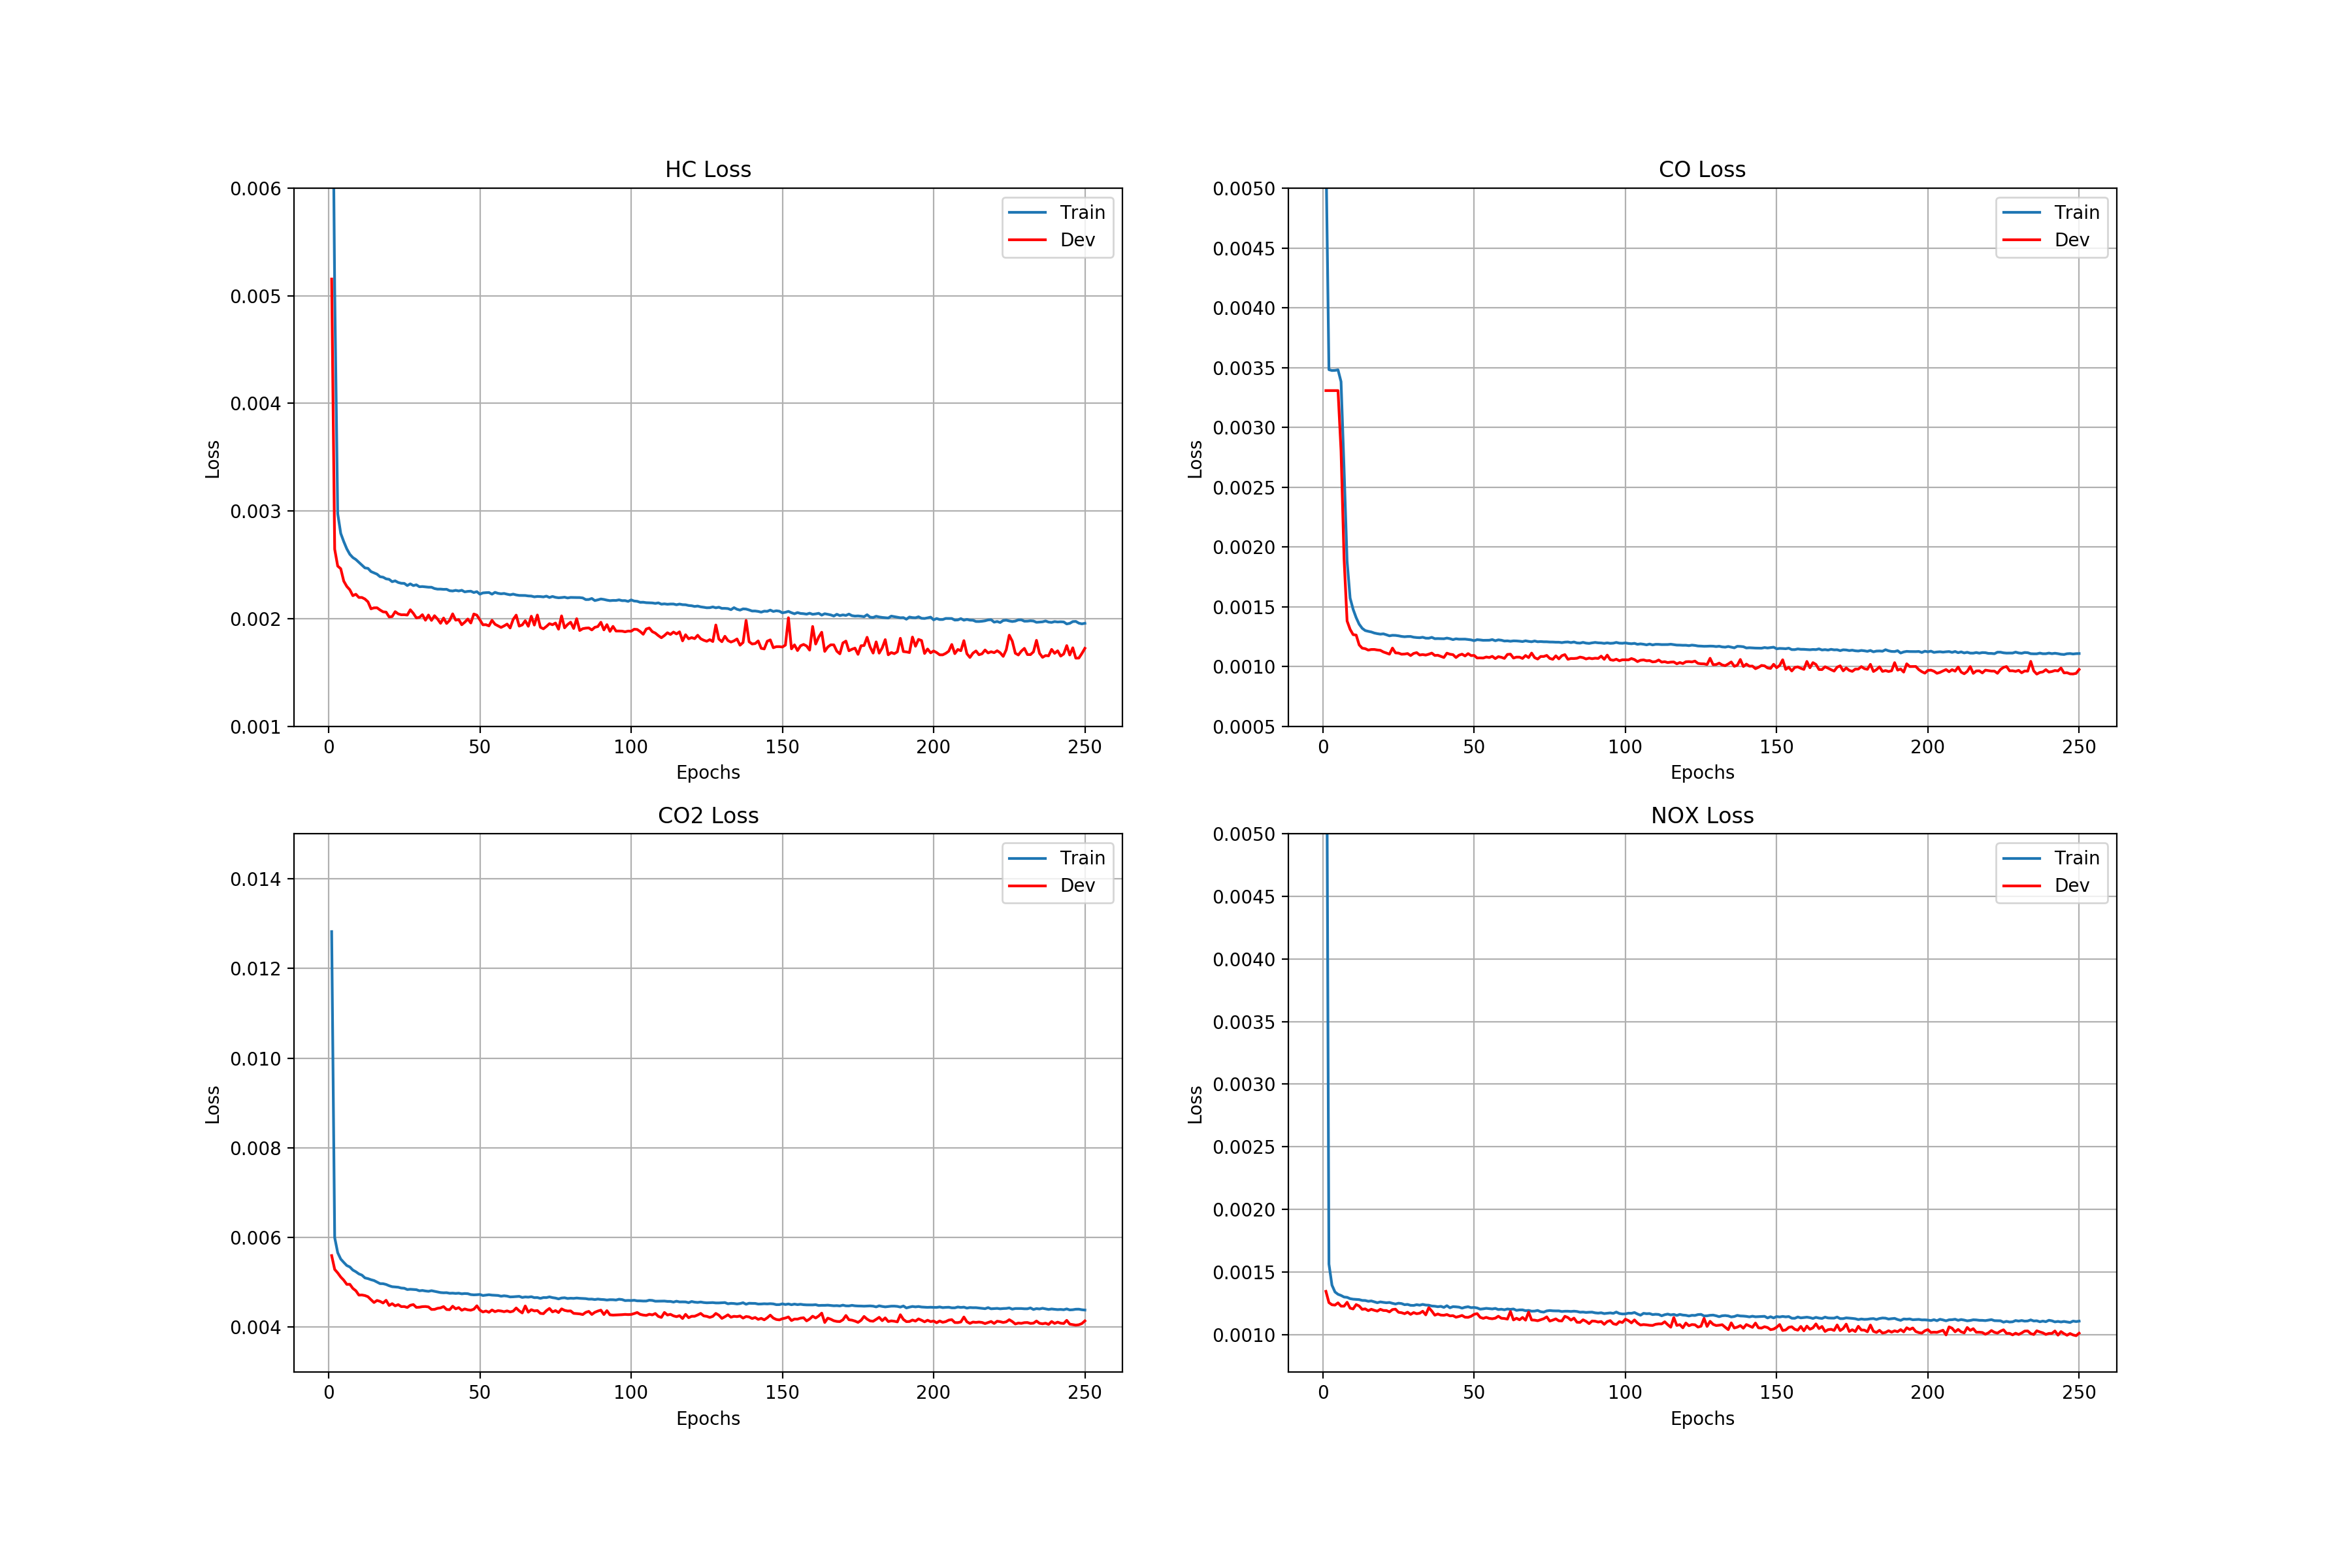 HC Loss
0.006
0.005
0.004
0.003
0.002
0.001
Loss
0 50 100 150 200 250
Epochs
Train
Dev
CO Loss
0.0050
0.0045
0.0040
0.0035
0.0030
0.0025
0.0020
0.0015
0.0010
0.0005
Loss
0 50 100 150 200 250
Epochs
Train
Dev
CO2 Loss
0.014
0.012
0.010
0.008
0.006
0.004
Loss
0 50 100 150 200 250
Epochs
Train
Dev
NOX Loss
0.0050
0.0045
0.0040
0.0035
0.0030
0.0025
0.0020
0.0015
0.0010
Loss
0 50 100 150 200 250
Epochs
Train
Dev